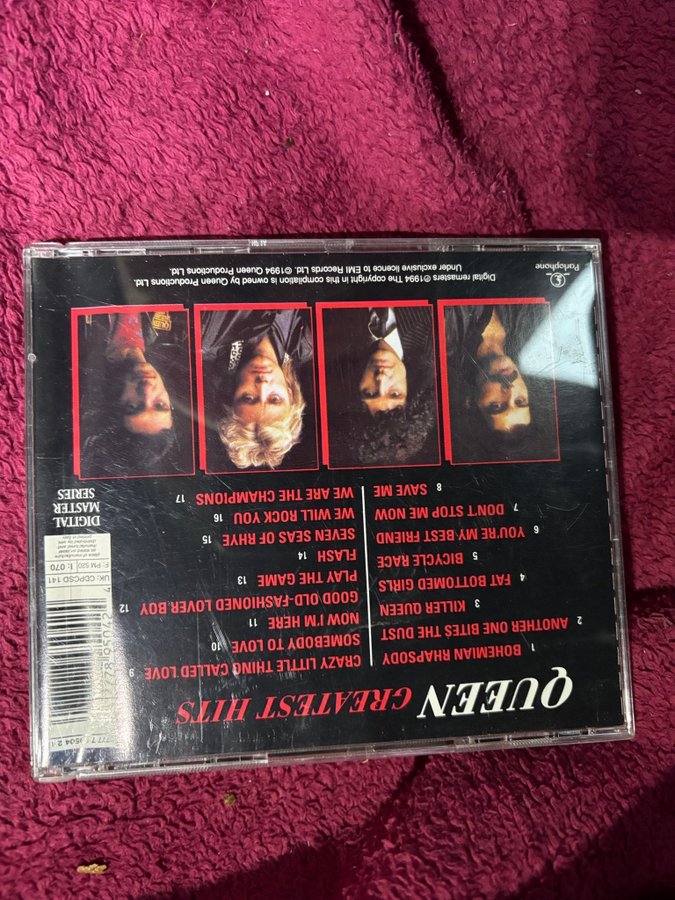 QUEEN GREATEST HITS
1 BOHEMIAN RHAPSODY
2 ANOTHER ONE BITES THE DUST
3 KILLER QUEEN
4 FAT BOTTOMED GIRLS
5 BICYCLE RACE
6 YOU'RE MY BEST FRIEND
7 DON'T STOP ME NOW
8 SAVE ME
9 CRAZY LITTLE THING CALLED LOVE
10 SOMEBODY TO LOVE
11 NOW I'M HERE
12 GOOD OLD-FASHIONED LOVER BOY
13 PLAY THE GAME
14 FLASH
15 SEVEN SEAS OF RHYE
16 WE WILL ROCK YOU
17 WE ARE THE CHAMPIONS
UK: CDPCSD 141
F: PM 520
I: 070
DIGITAL
MASTER
SERIES
Digital remasters ℗1994 The copyright in this compilation is owned by Queen Productions Ltd.
Under exclusive licence to EMI Records Ltd. ©1994 Queen Productions Ltd.
Parlophone